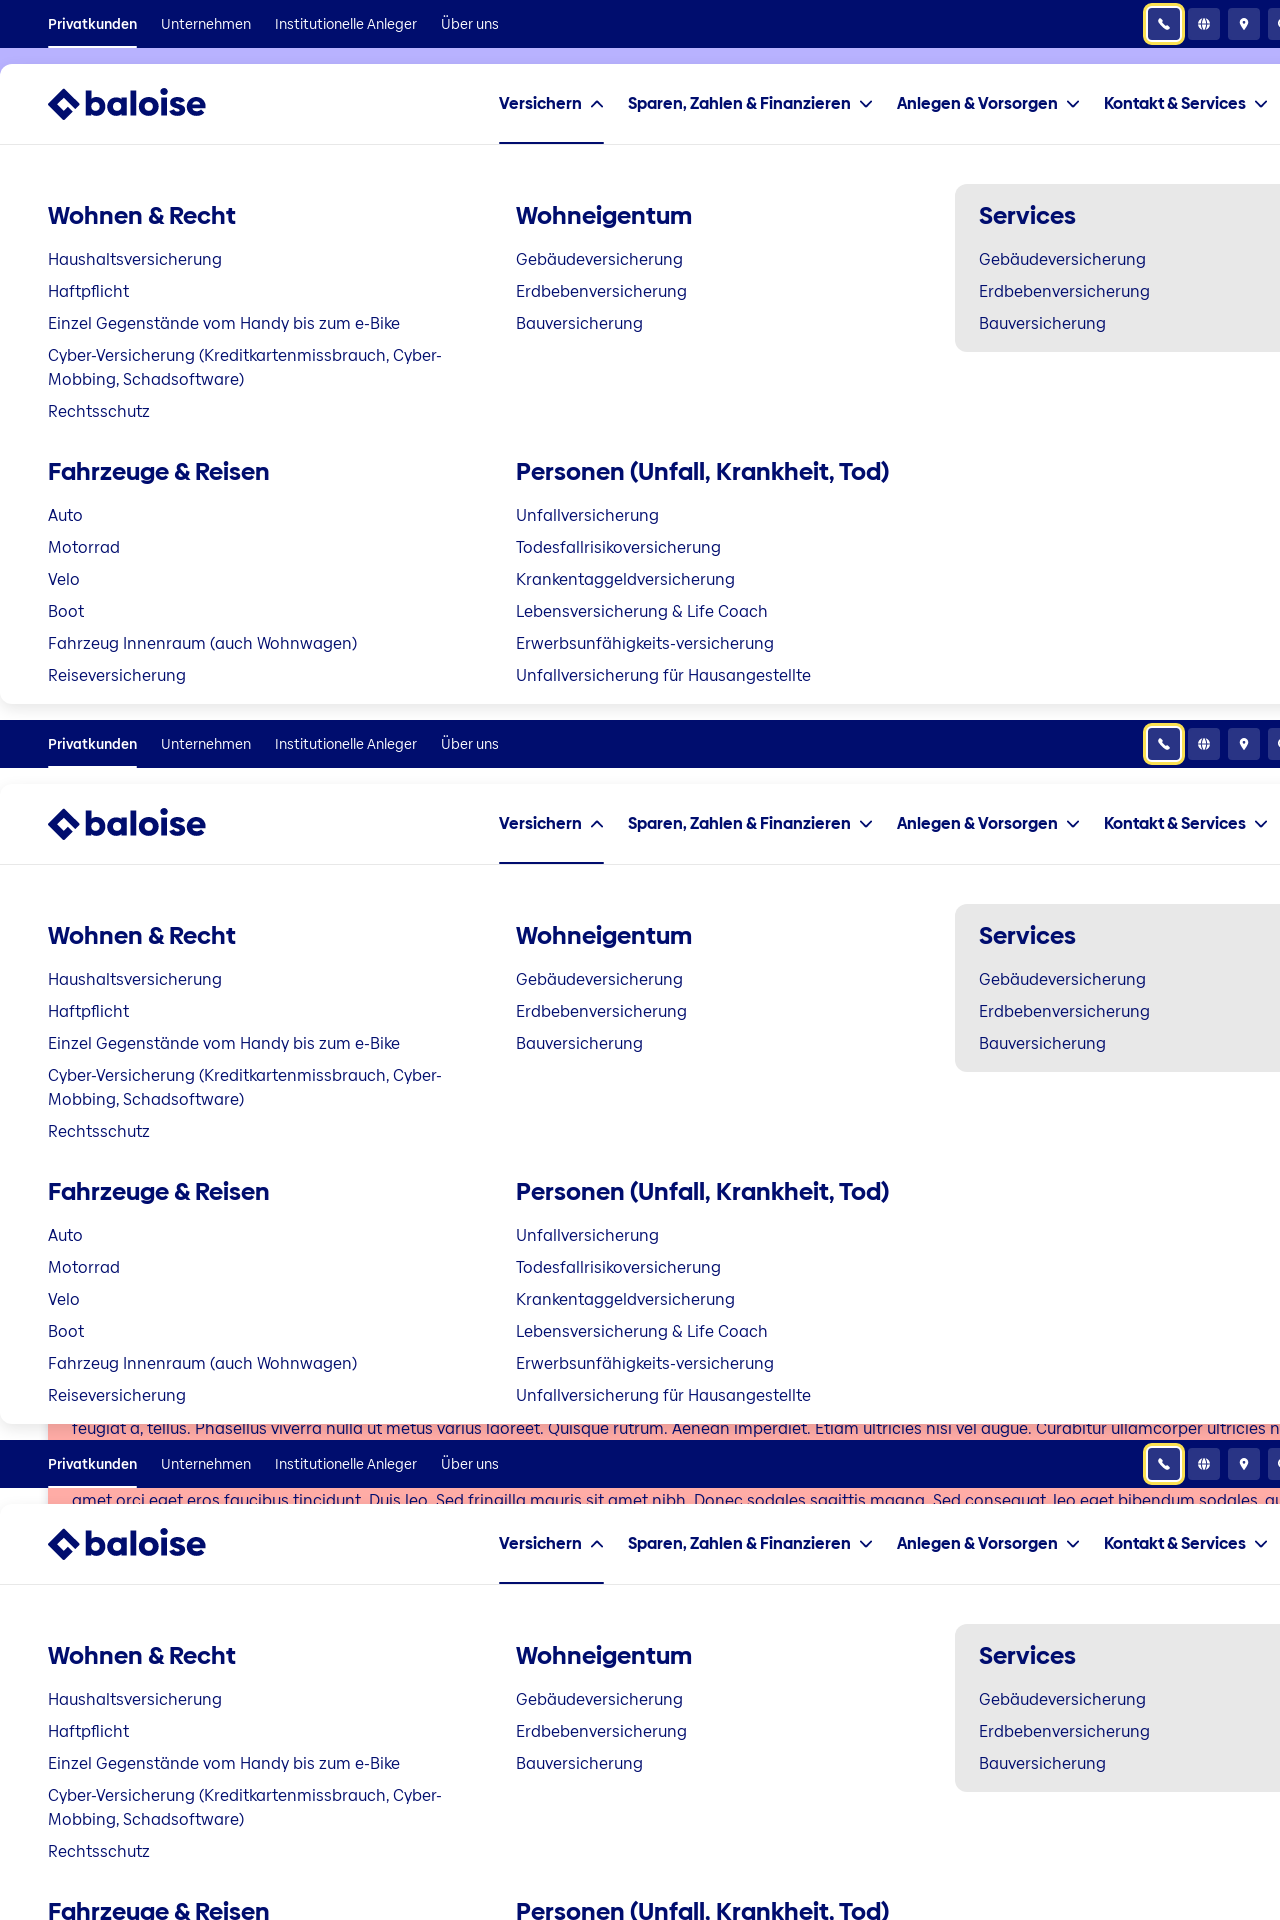 Privatkunden Unternehmen Institutionelle Anleger Über uns
baloise Versichern Sparen, Zahlen & Finanzieren Anlegen & Vorsorgen Kontakt & Services
Wohnen & Recht
Haushaltsversicherung
Haftpflicht
Einzel Gegenstände vom Handy bis zum e-Bike
Cyber-Versicherung (Kreditkartenmissbrauch, Cyber-
Mobbing, Schadsoftware)
Rechtsschutz
Wohneigentum
Gebäudeversicherung
Erdbebenversicherung
Bauversicherung
Services
Gebäudeversicherung
Erdbebenversicherung
Bauversicherung
Fahrzeuge & Reisen
Auto
Motorrad
Velo
Boot
Fahrzeug Innenraum (auch Wohnwagen)
Reiseversicherung
Personen (Unfall, Krankheit, Tod)
Unfallversicherung
Todesfallrisikoversicherung
Krankentaggeldversicherung
Lebensversicherung & Life Coach
Erwerbsunfähigkeits-versicherung
Unfallversicherung für Hausangestellte
Privatkunden Unternehmen Institutionelle Anleger Über uns
baloise Versichern Sparen, Zahlen & Finanzieren Anlegen & Vorsorgen Kontakt & Services
Wohnen & Recht
Haushaltsversicherung
Haftpflicht
Einzel Gegenstände vom Handy bis zum e-Bike
Cyber-Versicherung (Kreditkartenmissbrauch, Cyber-
Mobbing, Schadsoftware)
Rechtsschutz
Wohneigentum
Gebäudeversicherung
Erdbebenversicherung
Bauversicherung
Services
Gebäudeversicherung
Erdbebenversicherung
Bauversicherung
Fahrzeuge & Reisen
Auto
Motorrad
Velo
Boot
Fahrzeug Innenraum (auch Wohnwagen)
Reiseversicherung
Personen (Unfall, Krankheit, Tod)
Unfallversicherung
Todesfallrisikoversicherung
Krankentaggeldversicherung
Lebensversicherung & Life Coach
Erwerbsunfähigkeits-versicherung
Unfallversicherung für Hausangestellte
feugiat a, tellus. Phasellus viverra nulla ut metus varius laoreet. Quisque rutrum. Aenean imperdiet. Etiam ultricies nisi vel augue. Curabitur ullamcorper ultricies
Privatkunden Unternehmen Institutionelle Anleger Über uns
amet orci eget eros faucibus tincidunt. Duis leo. Sed fringilla mauris sit amet nibh. Donec sodales sagittis magna. Sed consequat, leo eget bibendum sodales,
baloise Versichern Sparen, Zahlen & Finanzieren Anlegen & Vorsorgen Kontakt & Services
Wohnen & Recht
Haushaltsversicherung
Haftpflicht
Einzel Gegenstände vom Handy bis zum e-Bike
Cyber-Versicherung (Kreditkartenmissbrauch, Cyber-
Mobbing, Schadsoftware)
Rechtsschutz
Wohneigentum
Gebäudeversicherung
Erdbebenversicherung
Bauversicherung
Services
Gebäudeversicherung
Erdbebenversicherung
Bauversicherung
Fahrzeuge & Reisen
Personen (Unfall, Krankheit, Tod)